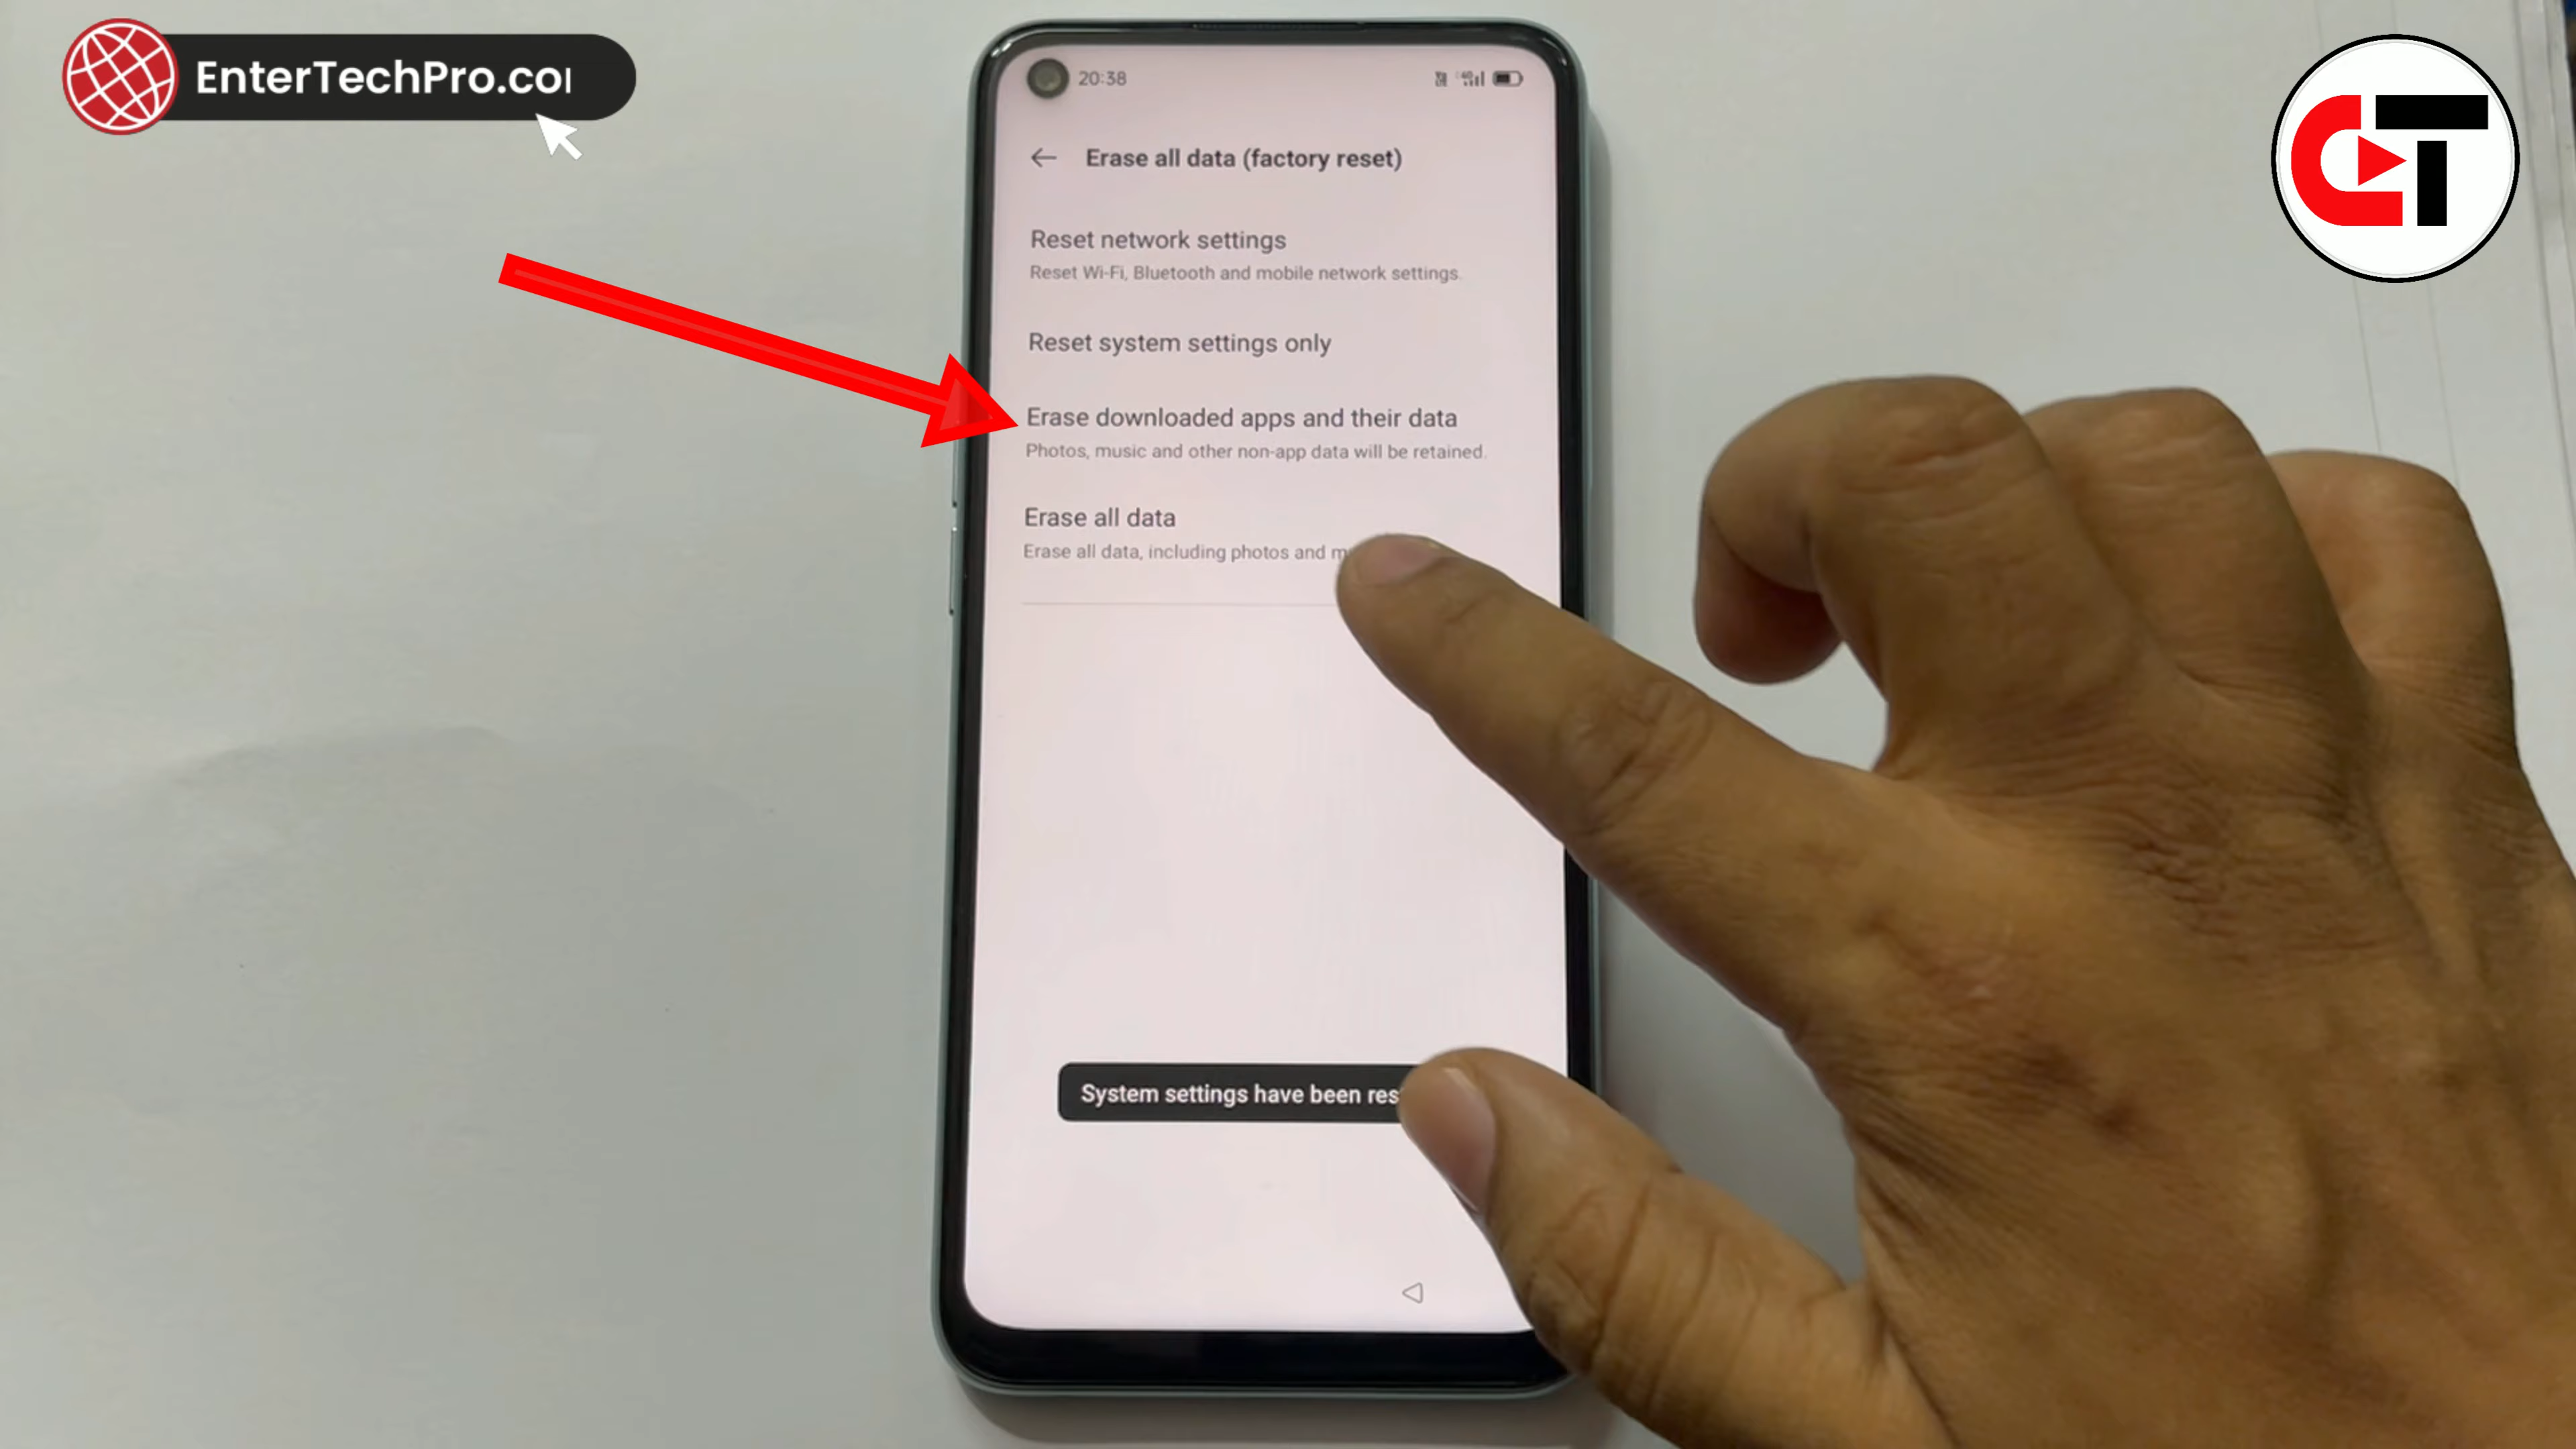 EnterTechPro.co
20:38
Erase all data (factory reset)
Reset network settings
Reset Wi-Fi, Bluetooth and mobile network settings.
Reset system settings only
Erase downloaded apps and their data
Photos, music and other non-app data will be retained.
Erase all data
Erase all data, including photos and
System settings have been